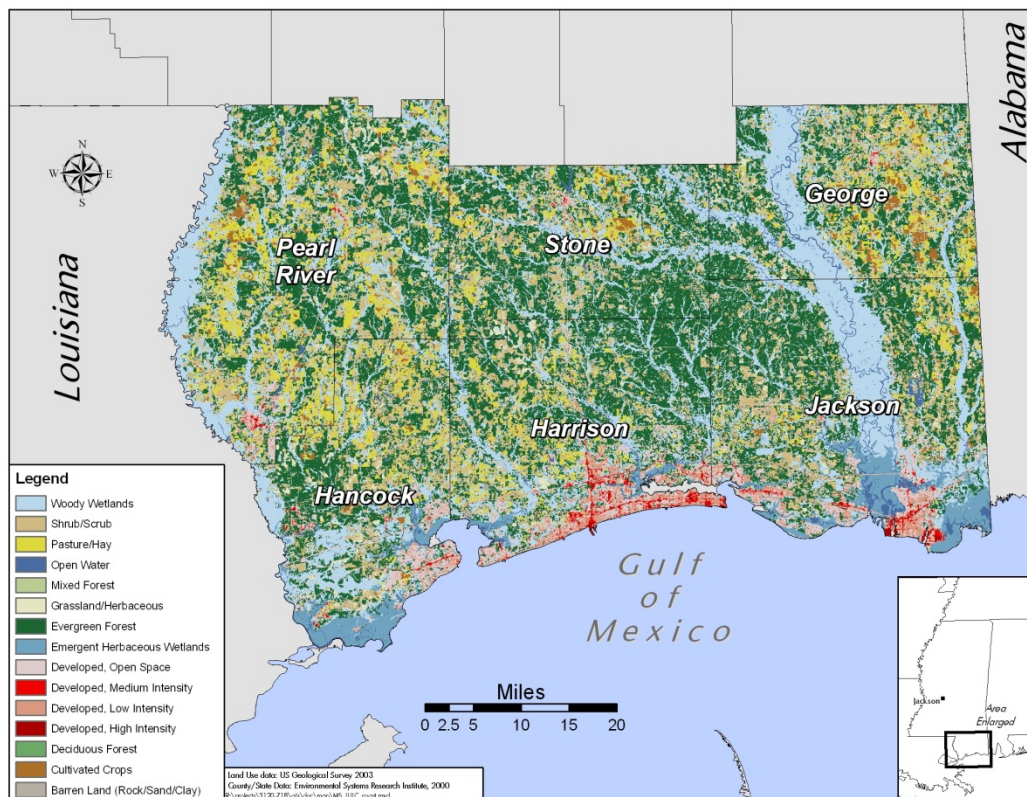 Alabama
N
W E
S
George
Pearl
River
Stone
Louisiana
Jackson
Harrison
Hancock
Legend
Woody Wetlands
Shrub/Scrub
Pasture/Hay
Open Water
Mixed Forest
Grassland/Herbaceous
Evergreen Forest
Emergent Herbaceous Wetlands
Developed, Open Space
Developed, Medium Intensity
Developed, Low Intensity
Developed, High Intensity
Deciduous Forest
Cultivated Crops
Barren Land (Rock/Sand/Clay)
Gulf
of
Mexico
Miles
0 2.5 5 10 15 20
Jackson
Area
Enlarged
Land Use data: US Geological Survey 2003
County/State Data: Environmental Systems Research Institute, 2000